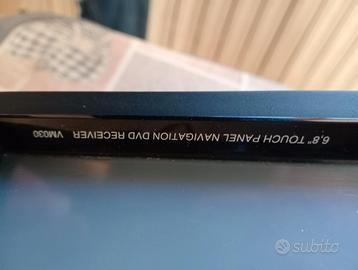 6,8" TOUCH PANEL NAVIGATION DVD RECEIVER VM030
subito